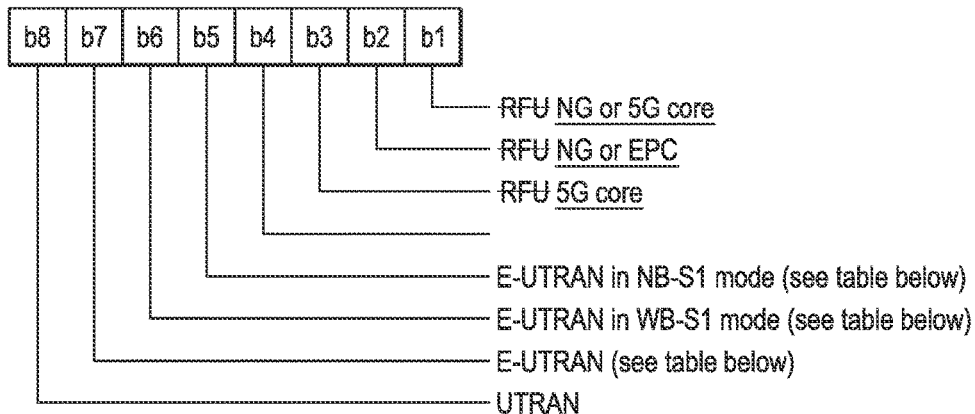 b8 b7 b6 b5 b4 b3 b2 b1
RFU NG or 5G core
RFU NG or EPC
RFU 5G core
E-UTRAN in NB-S1 mode (see table below)
E-UTRAN in WB-S1 mode (see table below)
E-UTRAN (see table below)
UTRAN